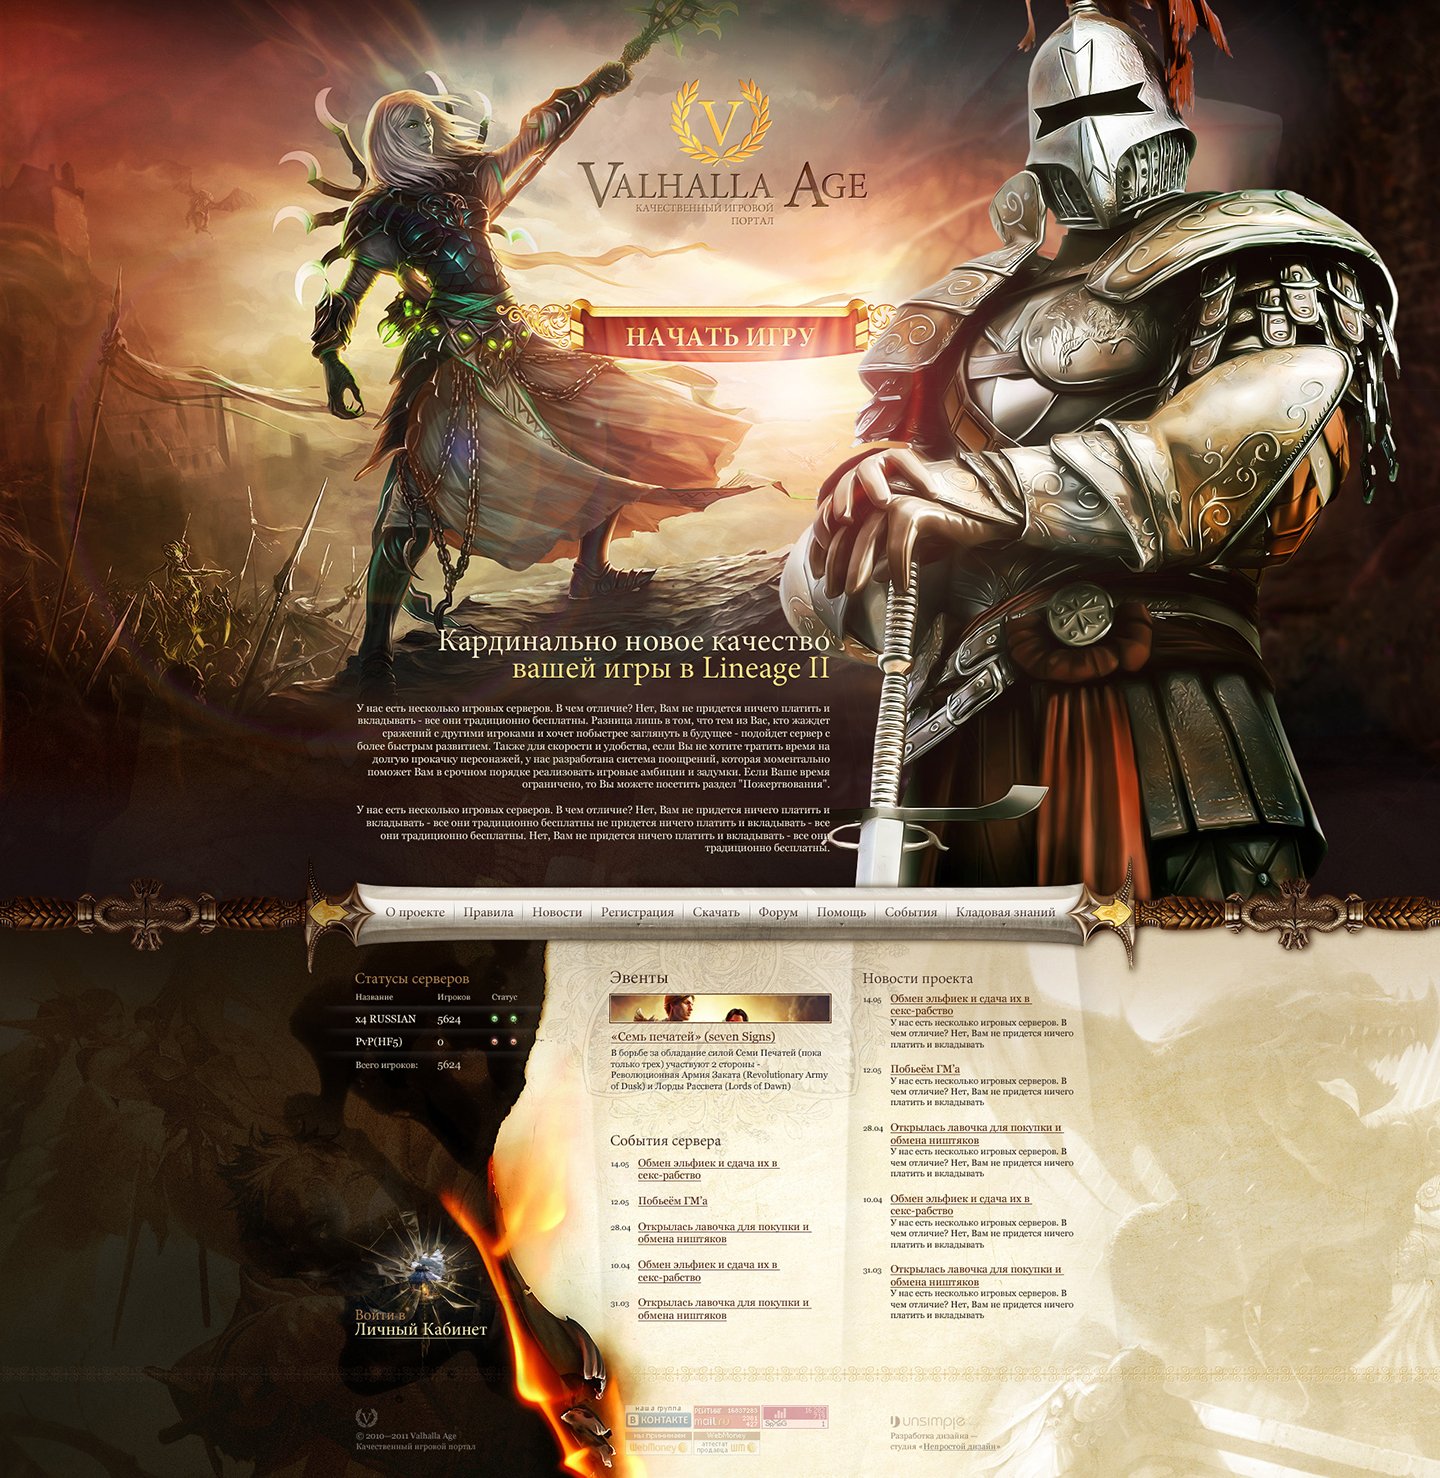 V
VALHALLA AGE
КАЧЕСТВЕННЫЙ ИГРОВОЙ
ПОРТАЛ
НАЧАТЬ ИГРУ
Кардинально новое качество
вашей игры в Lineage II
У нас есть несколько игровых серверов. В чем отличие? Нет, Вам не придется ничего платить и
вкладывать - все они традиционно бесплатны. Разница лишь в том, что тем из Вас, кто жаждет
сражений с другими игроками и хочет побыстрее заглянуть в будущее - подойдет сервер с
более быстрым развитием. Также для скорости и удобства, если Вы не хотите тратить время на
долгую прокачку персонажей, у нас разработана система поощрений, которая моментально
поможет Вам в срочном порядке реализовать игровые амбиции и задумки. Если Ваше время
ограничено, то Вы можете посетить раздел "Пожертвования".
У нас есть несколько игровых серверов. В чем отличие? Нет, Вам не придется ничего платить и
вкладывать - все они традиционно бесплатны не придется ничего платить и вкладывать - все
они традиционно бесплатны. Нет, Вам не придется ничего платить и вкладывать - все они
традиционно бесплатны.
О проекте Правила Новости Регистрация Скачать Форум Помощь События Кладовая знаний
Статусы серверов
Название Игроков Статус
x4 RUSSIAN 5624
PvP(HF5) 0
Всего игроков: 5624
Войти в
Личный Кабинет
Эвенты
«Семь печатей» (seven Signs)
В борьбе за обладание силой Семи Печатей (пока
только трех) участвуют 2 стороны -
Революционная Армия Заката (Revolutionary Army
of Dusk) и Лорды Рассвета (Lords of Dawn)
События сервера
14.05 Обмен эльфиек и сдача их в
секс-рабство
12.05 Побьеём ГМ'а
28.04 Открылась лавочка для покупки и
обмена ништяков
10.04 Обмен эльфиек и сдача их в
секс-рабство
31.03 Открылась лавочка для покупки и
обмена ништяков
Новости проекта
14.05 Обмен эльфиек и сдача их в
секс-рабство
У нас есть несколько игровых серверов. В
чем отличие? Нет, Вам не придется ничего
платить и вкладывать
12.05 Побьеём ГМ'а
У нас есть несколько игровых серверов. В
чем отличие? Нет, Вам не придется ничего
платить и вкладывать
28.04 Открылась лавочка для покупки и
обмена ништяков
У нас есть несколько игровых серверов. В
чем отличие? Нет, Вам не придется ничего
платить и вкладывать
10.04 Обмен эльфиек и сдача их в
секс-рабство
У нас есть несколько игровых серверов. В
чем отличие? Нет, Вам не придется ничего
платить и вкладывать
31.03 Открылась лавочка для покупки и
обмена ништяков
У нас есть несколько игровых серверов. В
чем отличие? Нет, Вам не придется ничего
платить и вкладывать
V
© 2010—2011 Valhalla Age
Качественный игровой портал
наша группа
В КОНТАКТЕ
РЕЙТИНГ 16837283
mail.ru 2301
427
мы принимаем
WebMoney
WebMoney
аттестат
продавца WM
unsimple
Разработка дизайна —
студия «Непростой дизайн»